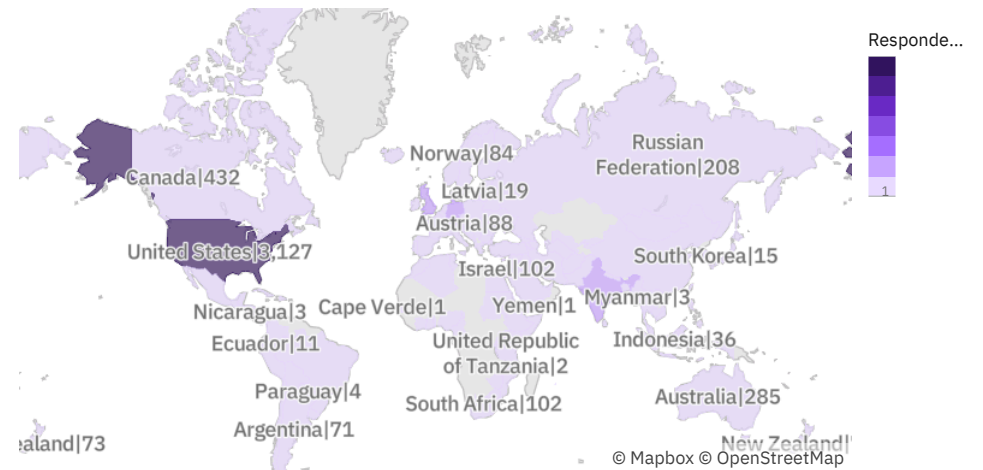 Responde...
1
Norway|84
Russian
Federation|208
Canada|432
Latvia|19
Austria|88
United States|3,127
South Korea|15
Israel|102
Nicaragua|3
Cape Verde|1
Yemen|1
Myanmar|3
Ecuador|11
United Republic
of Tanzania|2
Indonesia|36
Paraguay|4
South Africa|102
Australia|285
Argentina|71
ealand|73
New Zealand|
© Mapbox © OpenStreetMap